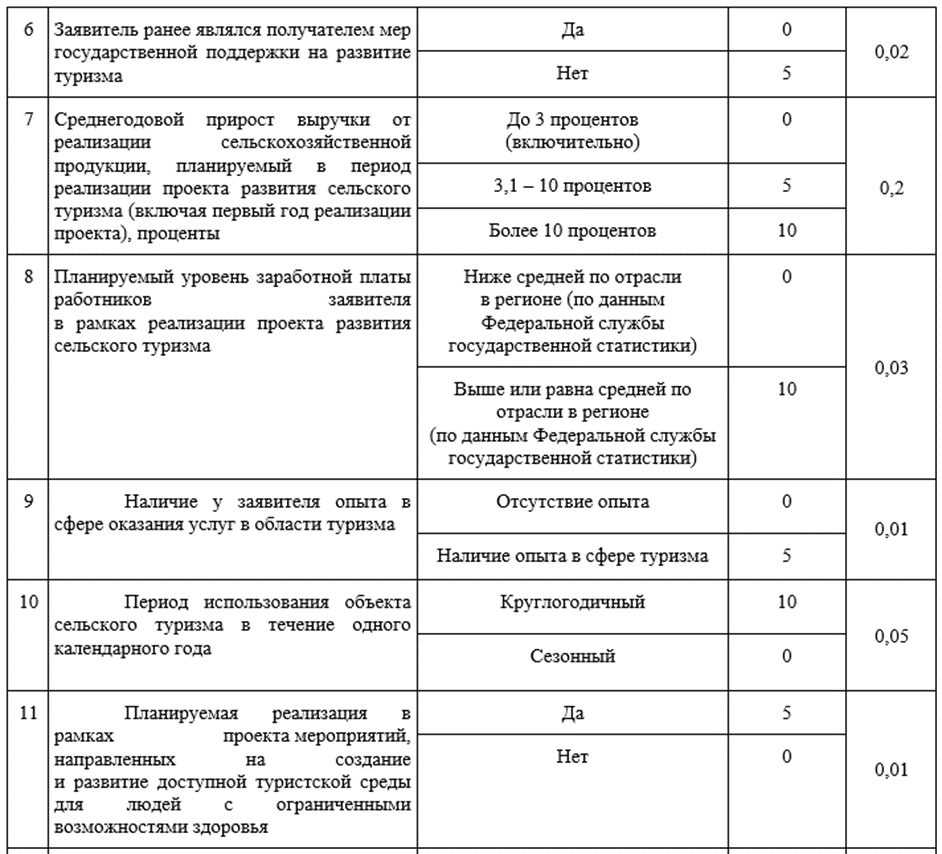 6 Заявитель ранее являлся получателем мер государственной поддержки на развитие туризма
Да 0
Нет 5
0,02
7 Среднегодовой прирост выручки от реализации сельскохозяйственной продукции, планируемый в период реализации проекта развития сельского туризма (включая первый год реализации проекта), проценты
До 3 процентов (включительно) 0
3,1 – 10 процентов 5
Более 10 процентов 10
0,2
8 Планируемый уровень заработной платы работников заявителя в рамках реализации проекта развития сельского туризма
Ниже средней по отрасли в регионе (по данным Федеральной службы государственной статистики) 0
Выше или равна средней по отрасли в регионе (по данным Федеральной службы государственной статистики) 10
0,03
9 Наличие у заявителя опыта в сфере оказания услуг в области туризма
Отсутствие опыта 0
Наличие опыта в сфере туризма 5
0,01
10 Период использования объекта сельского туризма в течение одного календарного года
Круглогодичный 10
Сезонный 0
0,05
11 Планируемая реализация в рамках проекта мероприятий, направленных на создание и развитие доступной туристской среды для людей с ограниченными возможностями здоровья
Да 5
Нет 0
0,01